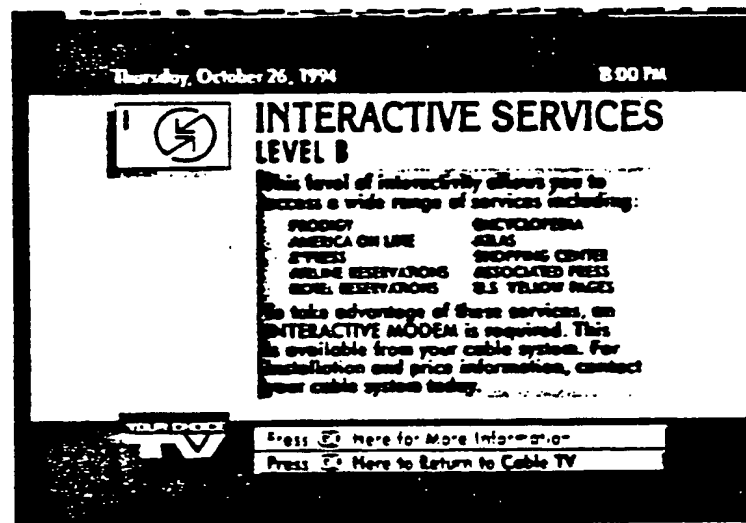 Thursday, October 26, 1994 8:00 PM
INTERACTIVE SERVICES
LEVEL B
This level of interactivity allows you to
access a wide range of services including:
PRODIGY ENCYCLOPEDIA
AMERICA ON LINE ATLAS
X*PRESS SHOPPING CENTER
AIRLINE RESERVATIONS ASSOCIATED PRESS
HOTEL RESERVATIONS U.S. YELLOW PAGES
To take advantage of these services, an
INTERACTIVE MODEM is required. This
is available from your cable system. For
installation and price information, contact
your cable system today.
YOUR CHOICE
TV
Press Here for More Information
Press Here to Return to Cable TV